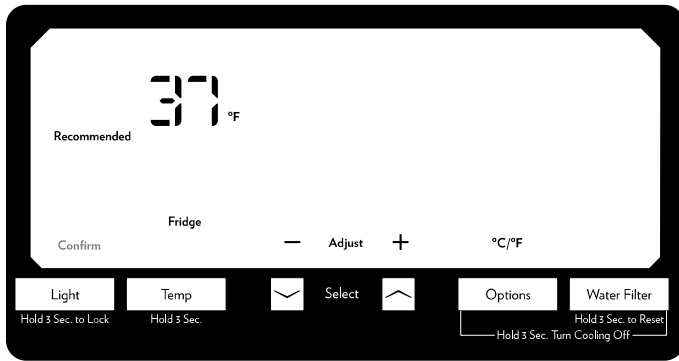 37 °F
Recommended
Fridge
Confirm
− Adjust +
°C/°F
Light
Temp
Select
Options
Water Filter
Hold 3 Sec. to Lock
Hold 3 Sec.
Hold 3 Sec. to Reset
Hold 3 Sec. Turn Cooling Off